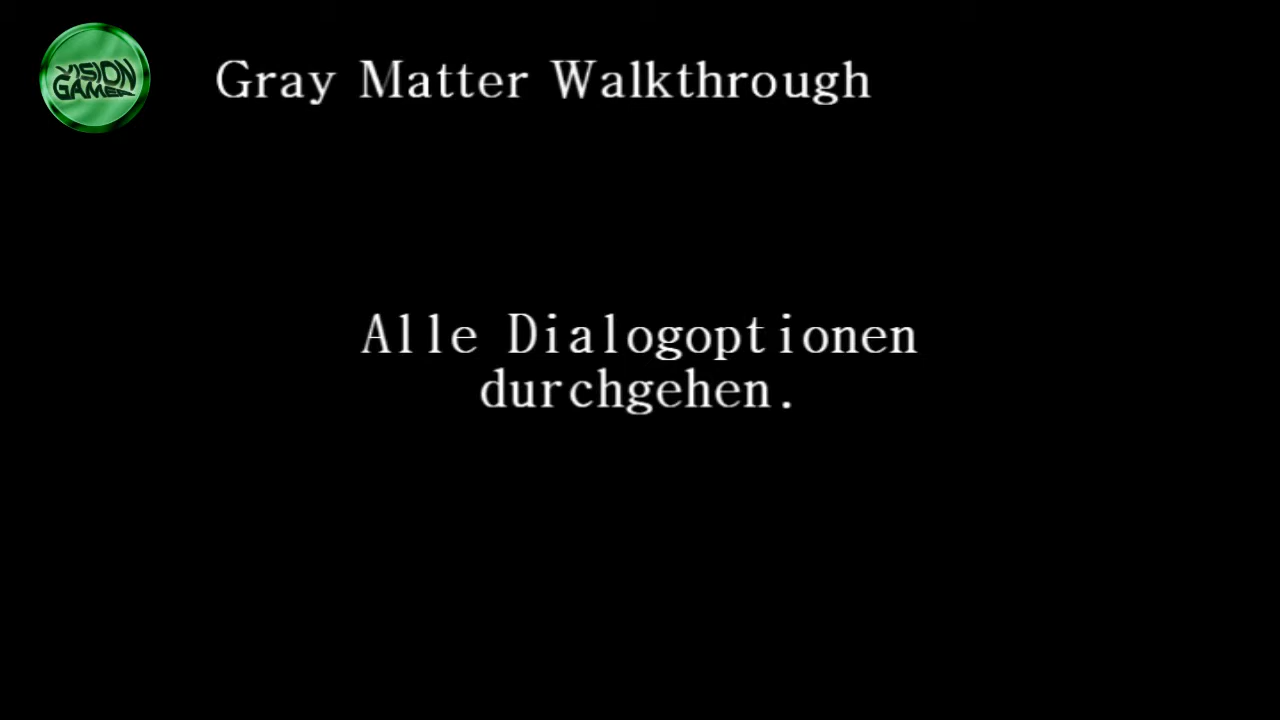 VISION
GAMER
Gray Matter Walkthrough
Alle Dialogoptionen
durchgehen.